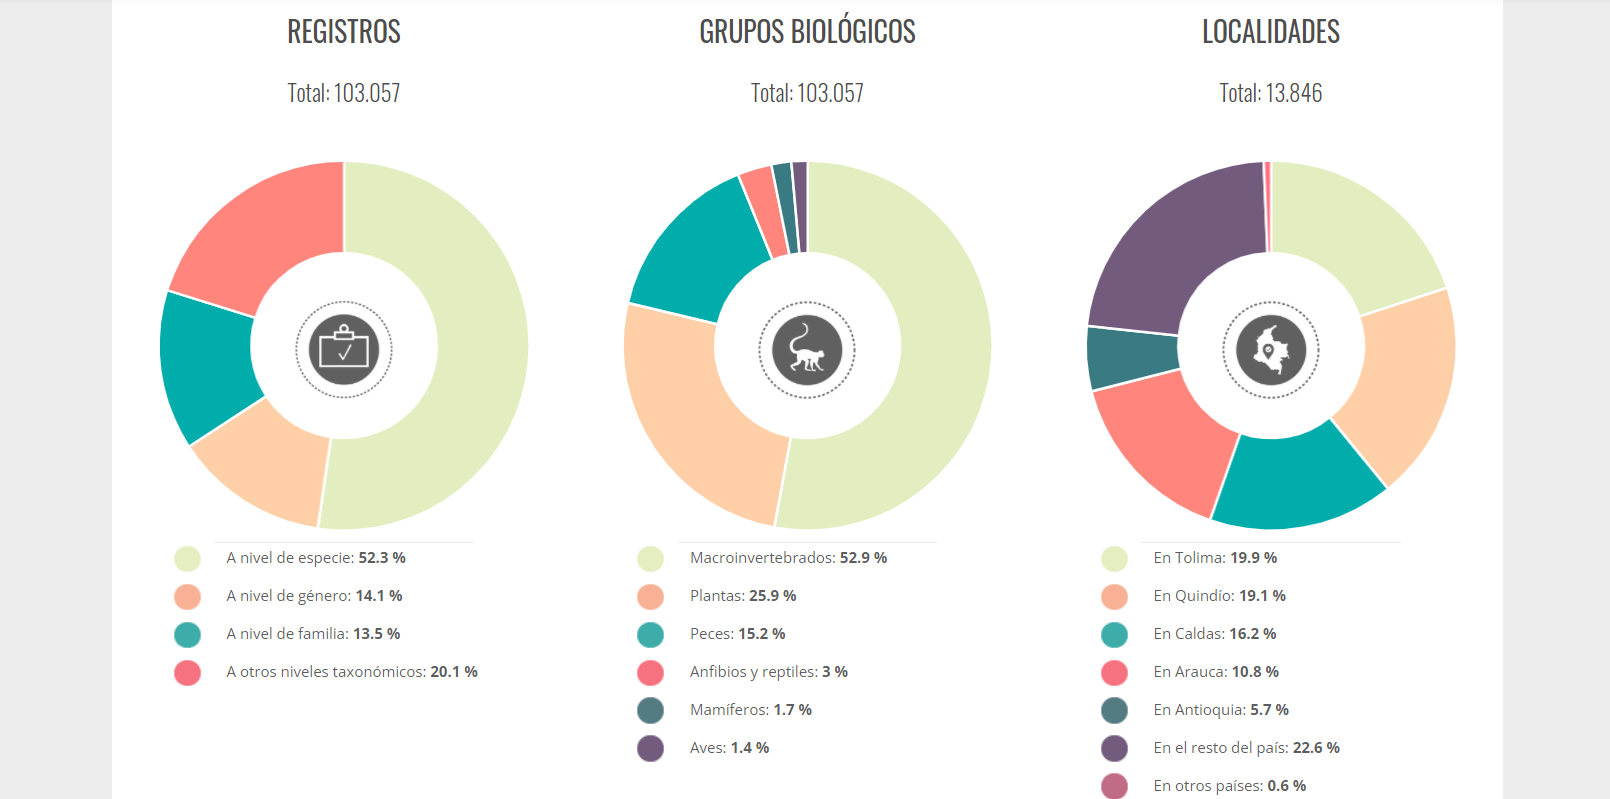 REGISTROS
Total: 103.057
A nivel de especie: 52.3 %
A nivel de género: 14.1 %
A nivel de familia: 13.5 %
A otros niveles taxonómicos: 20.1 %
GRUPOS BIOLÓGICOS
Total: 103.057
Macroinvertebrados: 52.9 %
Plantas: 25.9 %
Peces: 15.2 %
Anfibios y reptiles: 3 %
Mamíferos: 1.7 %
Aves: 1.4 %
LOCALIDADES
Total: 13.846
En Tolima: 19.9 %
En Quindío: 19.1 %
En Caldas: 16.2 %
En Arauca: 10.8 %
En Antioquia: 5.7 %
En el resto del país: 22.6 %
En otros países: 0.6 %